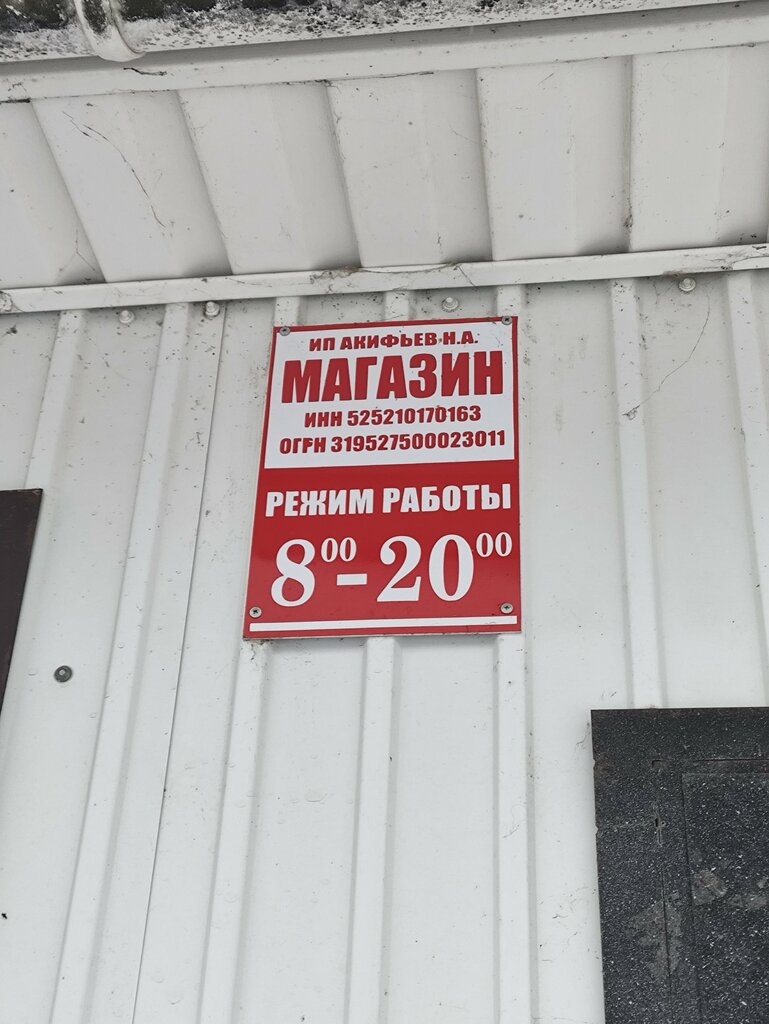 ИП АКИФЬЕВ Н.А.
МАГАЗИН
ИНН 525210170163
ОГРН 319527500023011
РЕЖИМ РАБОТЫ
8⁰⁰-20⁰⁰